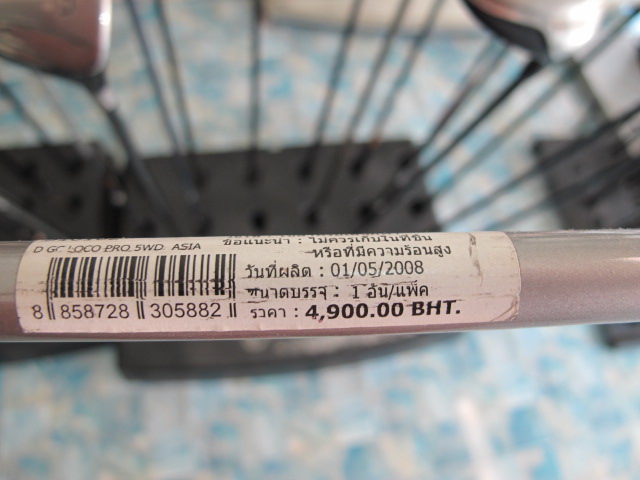 LOCO PRO 5WD. ASIA
ข้อแนะนำ : ไม่ควรเก็บในที่ชื้น
หรือที่มีความร้อนสูง
วันที่ผลิต : 01/05/2008
ขนาดบรรจุ : 1 อัน/แพ็ค
8 858728 305882 ราคา : 4,900.00 BHT.